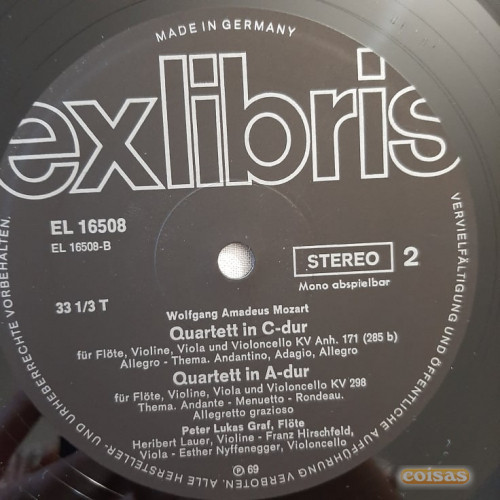 MADE IN GERMANY
exlibris
EL 16508
EL 16508-B
STEREO 2
Mono abspielbar
33 1/3 T
Wolfgang Amadeus Mozart
Quartett in C-dur
für Flöte, Violine, Viola und Violoncello KV Anh. 171 (285 b)
Allegro - Thema. Andantino, Adagio, Allegro
Quartett in A-dur
für Flöte, Violine, Viola und Violoncello KV 298
Thema. Andante - Menuetto - Rondeau.
Allegretto grazioso
Peter Lukas Graf, Flöte
Heribert Lauer, Violine - Franz Hirschfeld,
Viola - Esther Nyffenegger, Violoncello
℗ 69
ALLE HERSTELLER- UND URHEBERRECHTE VORBEHALTEN.
VERVIELFÄLTIGUNG UND ÖFFENTLICHE AUFFÜHRUNG VERBOTEN.
coisas